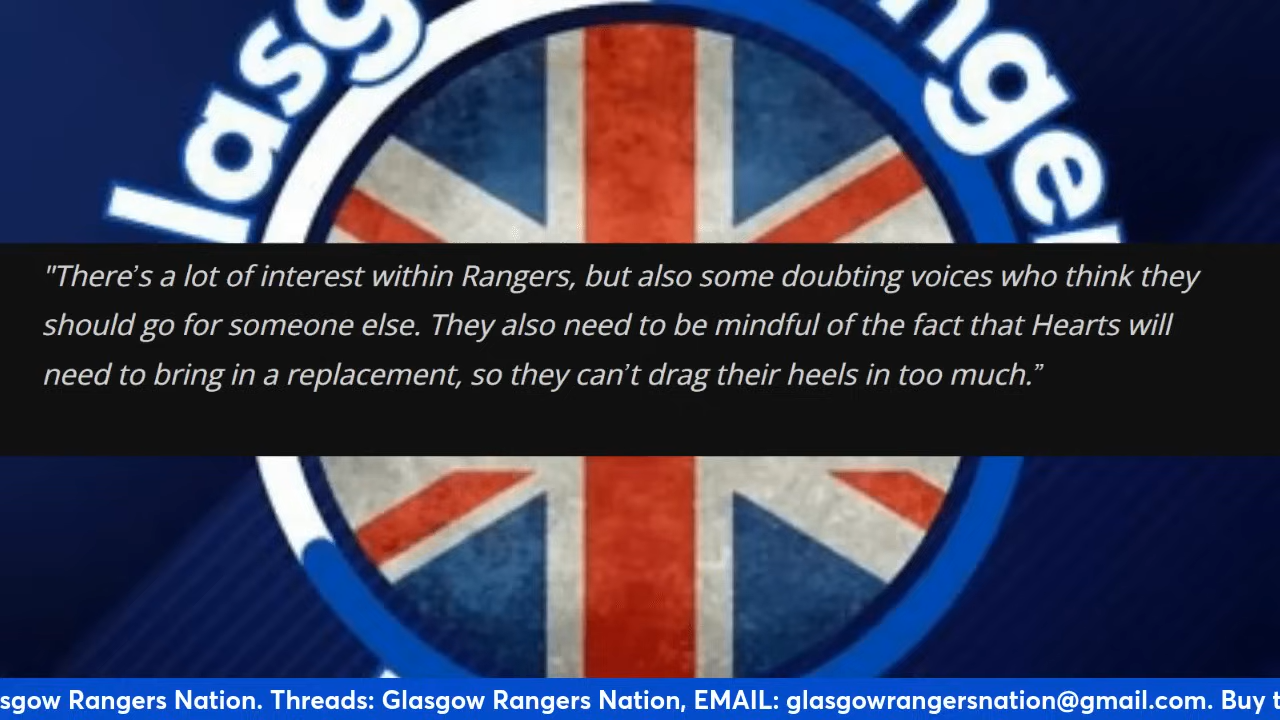 lasg
nger
"There’s a lot of interest within Rangers, but also some doubting voices who think they
should go for someone else. They also need to be mindful of the fact that Hearts will
need to bring in a replacement, so they can’t drag their heels in too much.”
sgow Rangers Nation. Threads: Glasgow Rangers Nation, EMAIL: glasgowrangersnation@gmail.com. Buy t